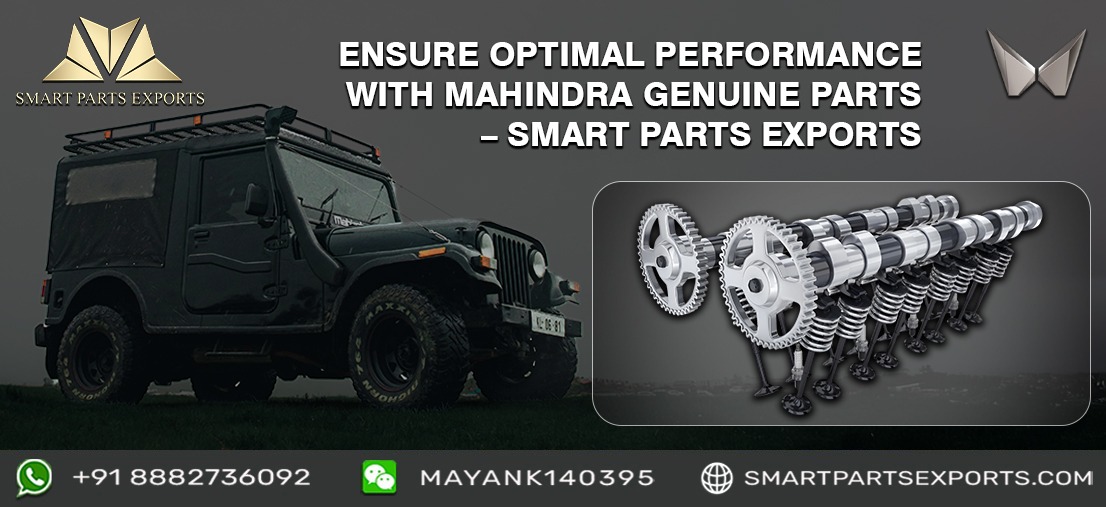 SMART PARTS EXPORTS
ENSURE OPTIMAL PERFORMANCE
WITH MAHINDRA GENUINE PARTS
– SMART PARTS EXPORTS
+91 8882736092
MAYANK140395
SMARTPARTSEXPORTS.COM